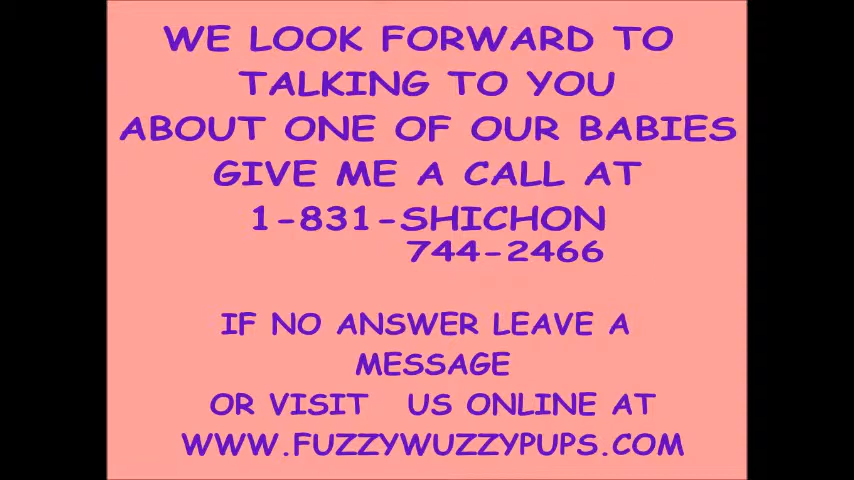 WE LOOK FORWARD TO
TALKING TO YOU
ABOUT ONE OF OUR BABIES
GIVE ME A CALL AT
1-831-SHICHON
744-2466
IF NO ANSWER LEAVE A
MESSAGE
OR VISIT US ONLINE AT
WWW.FUZZYWUZZYPUPS.COM